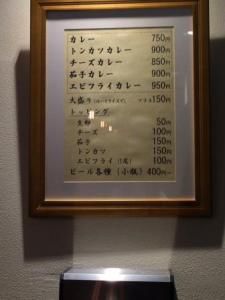 カレー 750円
トンカツカレー 900円
チーズカレー 850円
茄子カレー 900円
エビフライカレー 950円
大盛り プラス150円
トッピング
生卵 50円
チーズ 100円
茄子 150円
トンカツ 150円
エビフライ (1尾) 100円
ビール各種 (小瓶) 400円~